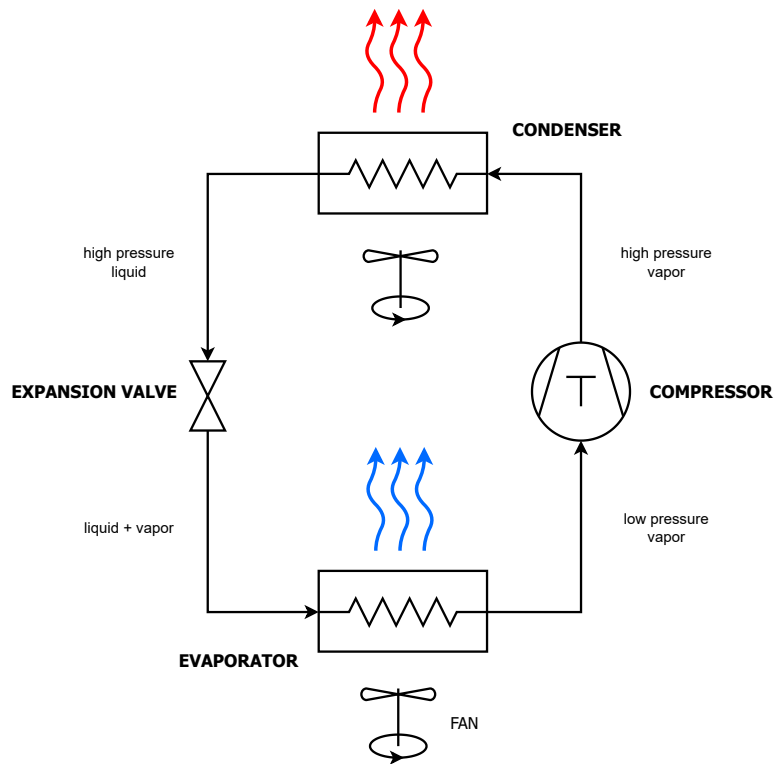 CONDENSER
high pressure
liquid
high pressure
vapor
EXPANSION VALVE
COMPRESSOR
liquid + vapor
low pressure
vapor
EVAPORATOR
FAN